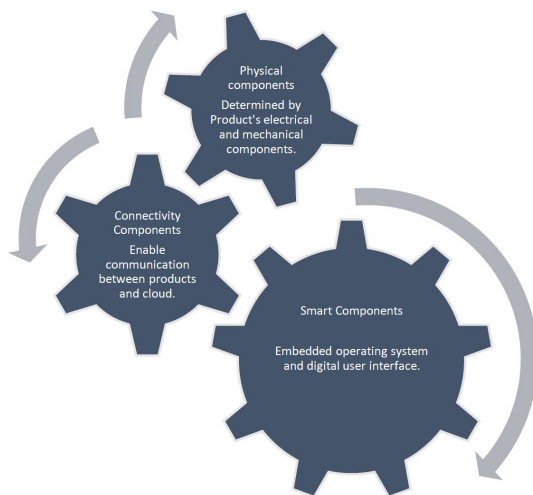 Physical
components
Determined by
Product's electrical
and mechanical
components.
Connectivity
Components
Enable
communication
between products
and cloud.
Smart Components
Embedded operating system
and digital user interface.